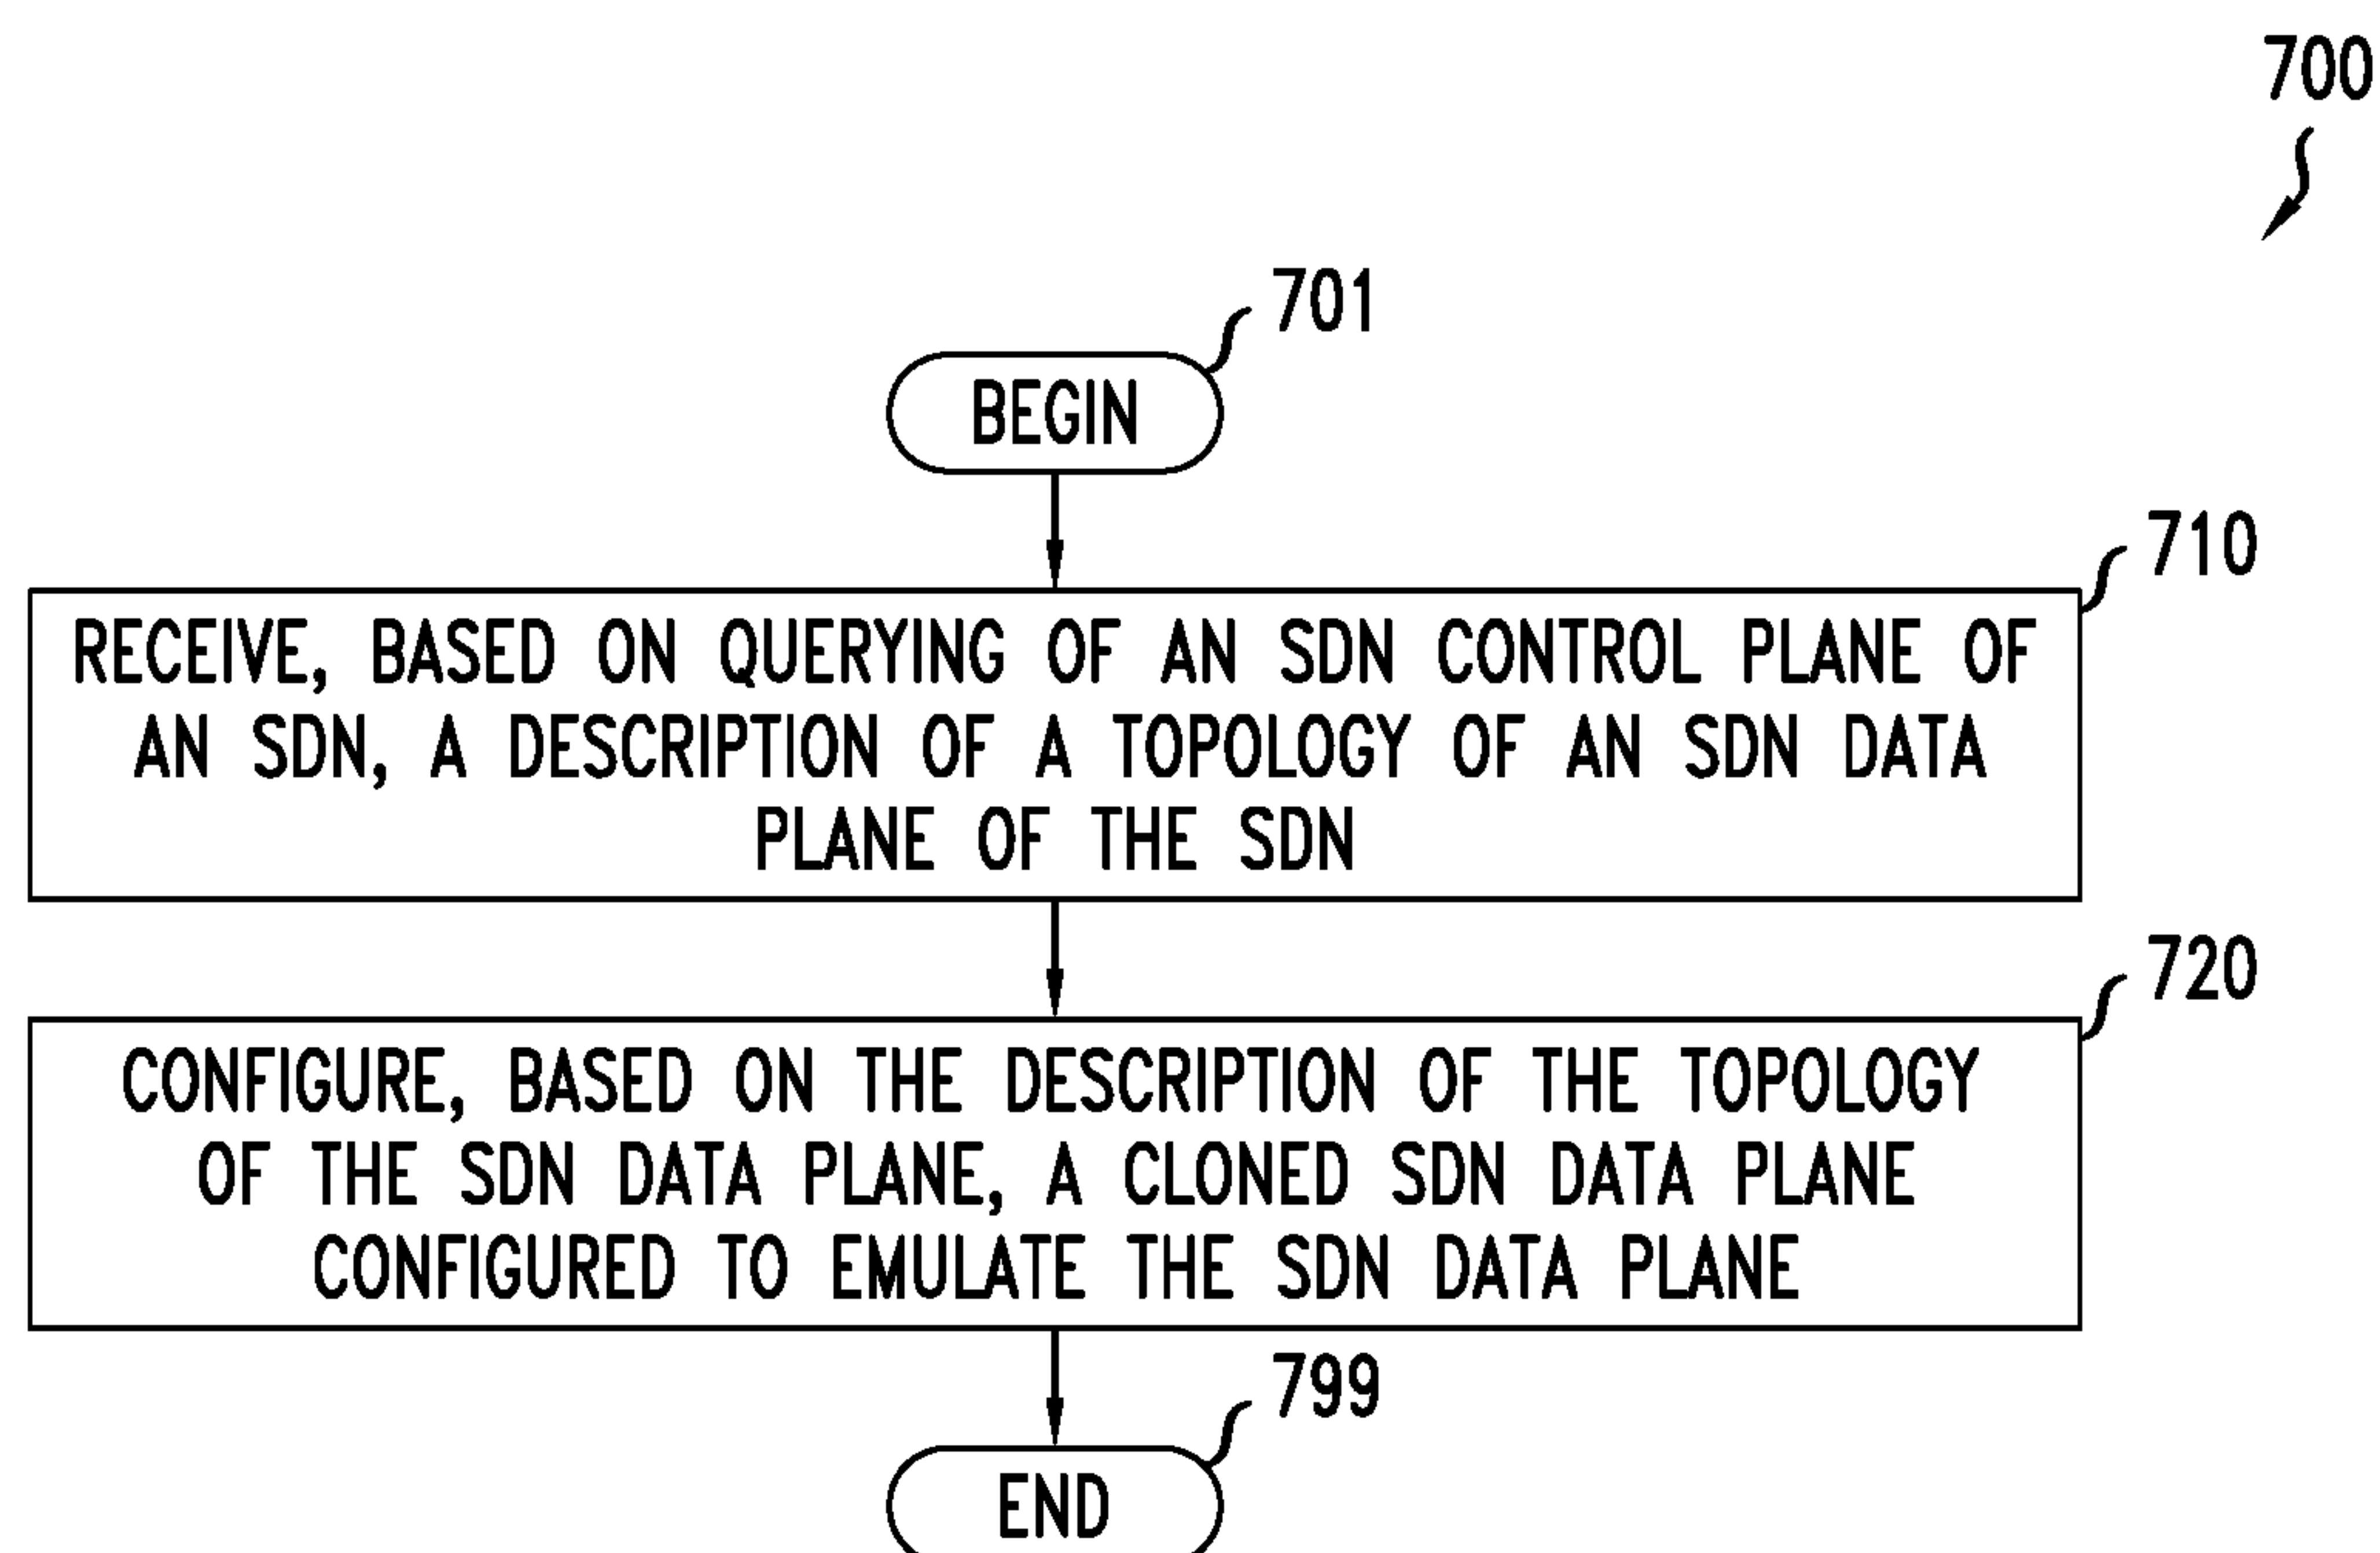 700
701
BEGIN
710
RECEIVE, BASED ON QUERYING OF AN SDN CONTROL PLANE OF
AN SDN, A DESCRIPTION OF A TOPOLOGY OF AN SDN DATA
PLANE OF THE SDN
720
CONFIGURE, BASED ON THE DESCRIPTION OF THE TOPOLOGY
OF THE SDN DATA PLANE, A CLONED SDN DATA PLANE
CONFIGURED TO EMULATE THE SDN DATA PLANE
799
END